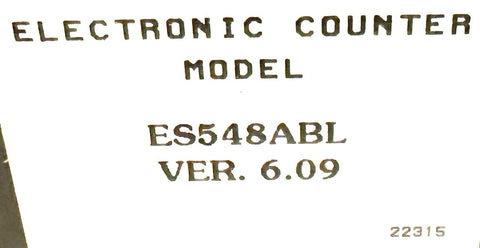 ELECTRONIC COUNTER
MODEL
ES548ABL
VER. 6.09
22315